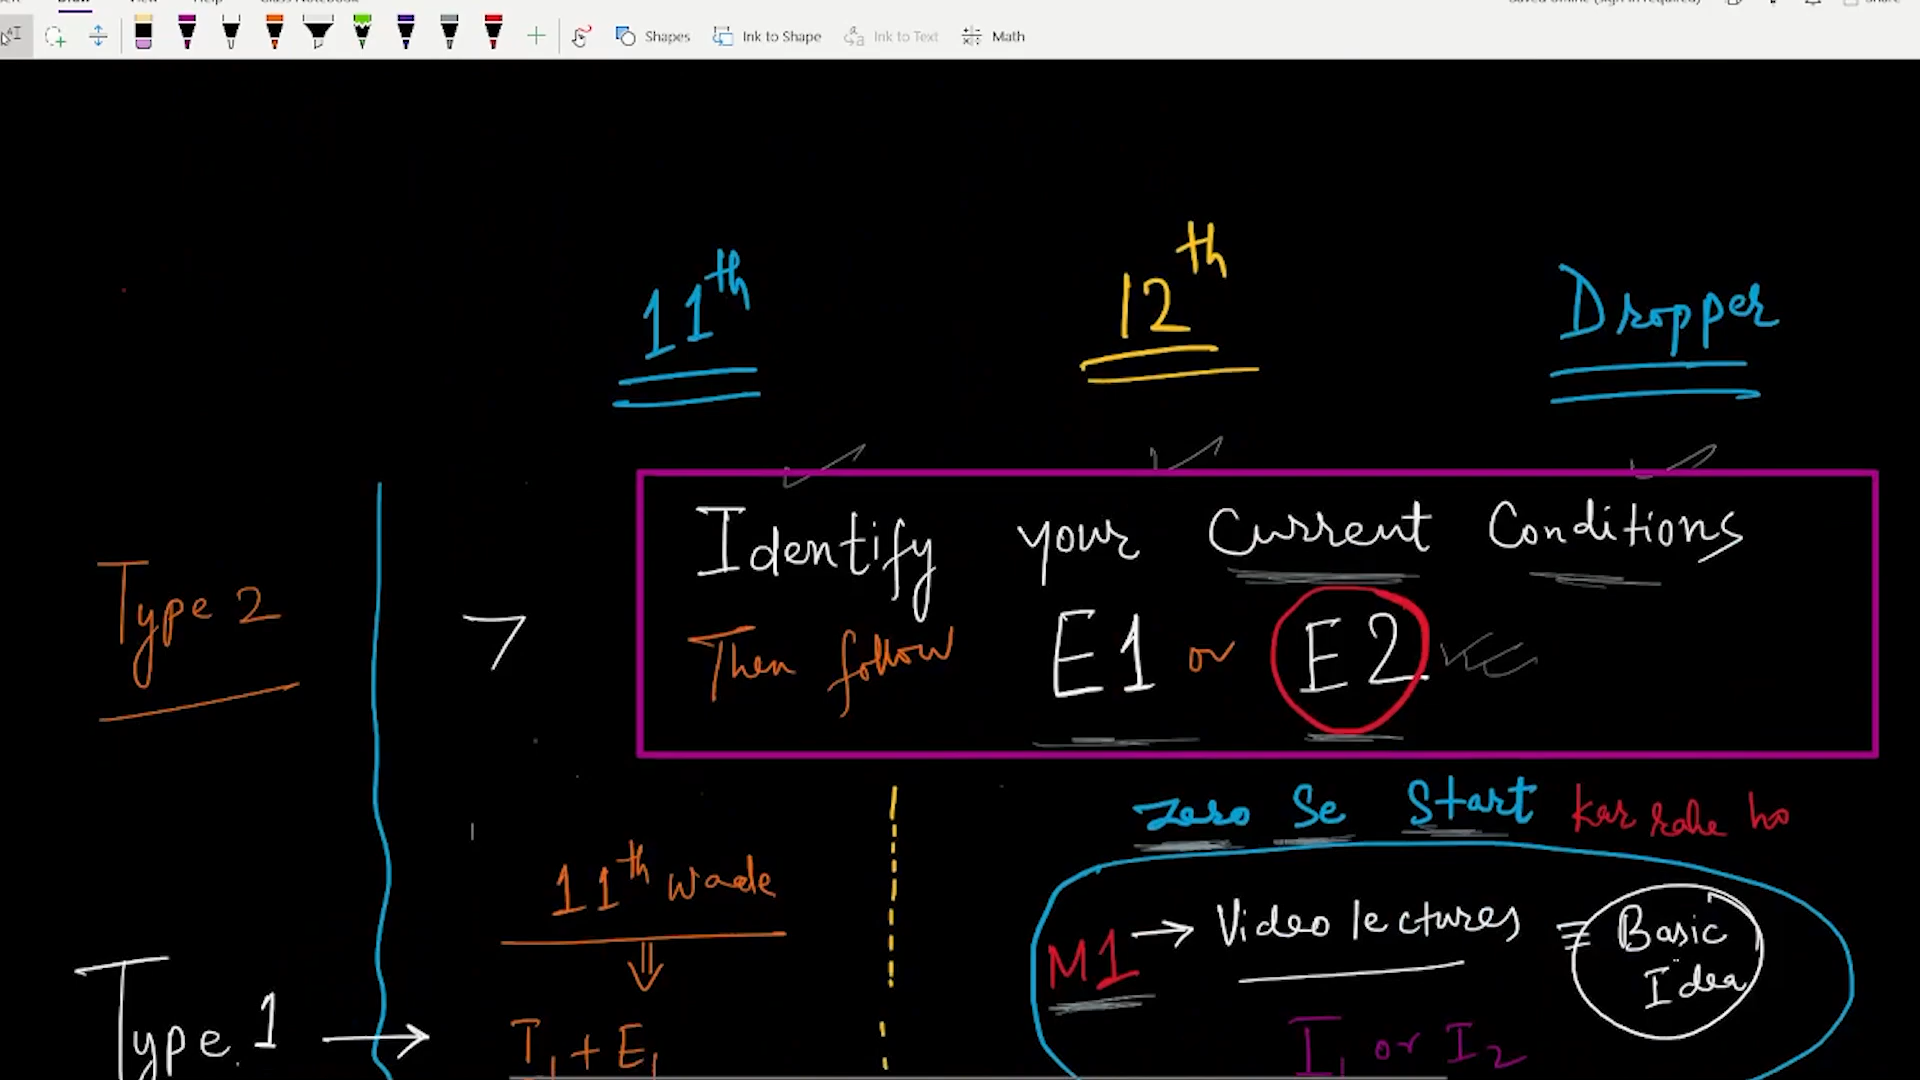 Shapes Ink to Shape Ink to Text Math
11th 12th Dropper
Identify your Current Conditions
Type 2
Then follow E1 or E2
Zero Se Start kar rahe ho
11th waale
M1 → Video lectures ≡ Basic Idea
Type 1 → T1 + E1
I1 or I2